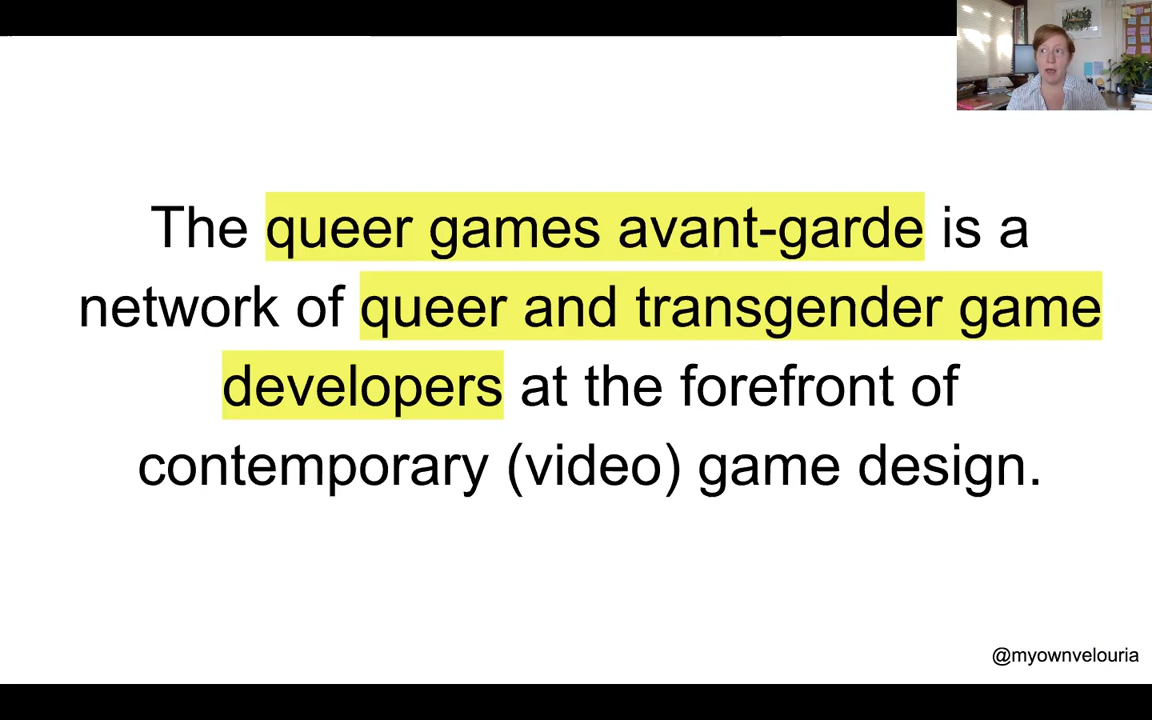 The queer games avant-garde is a
network of queer and transgender game
developers at the forefront of
contemporary (video) game design.
@myownvelouria